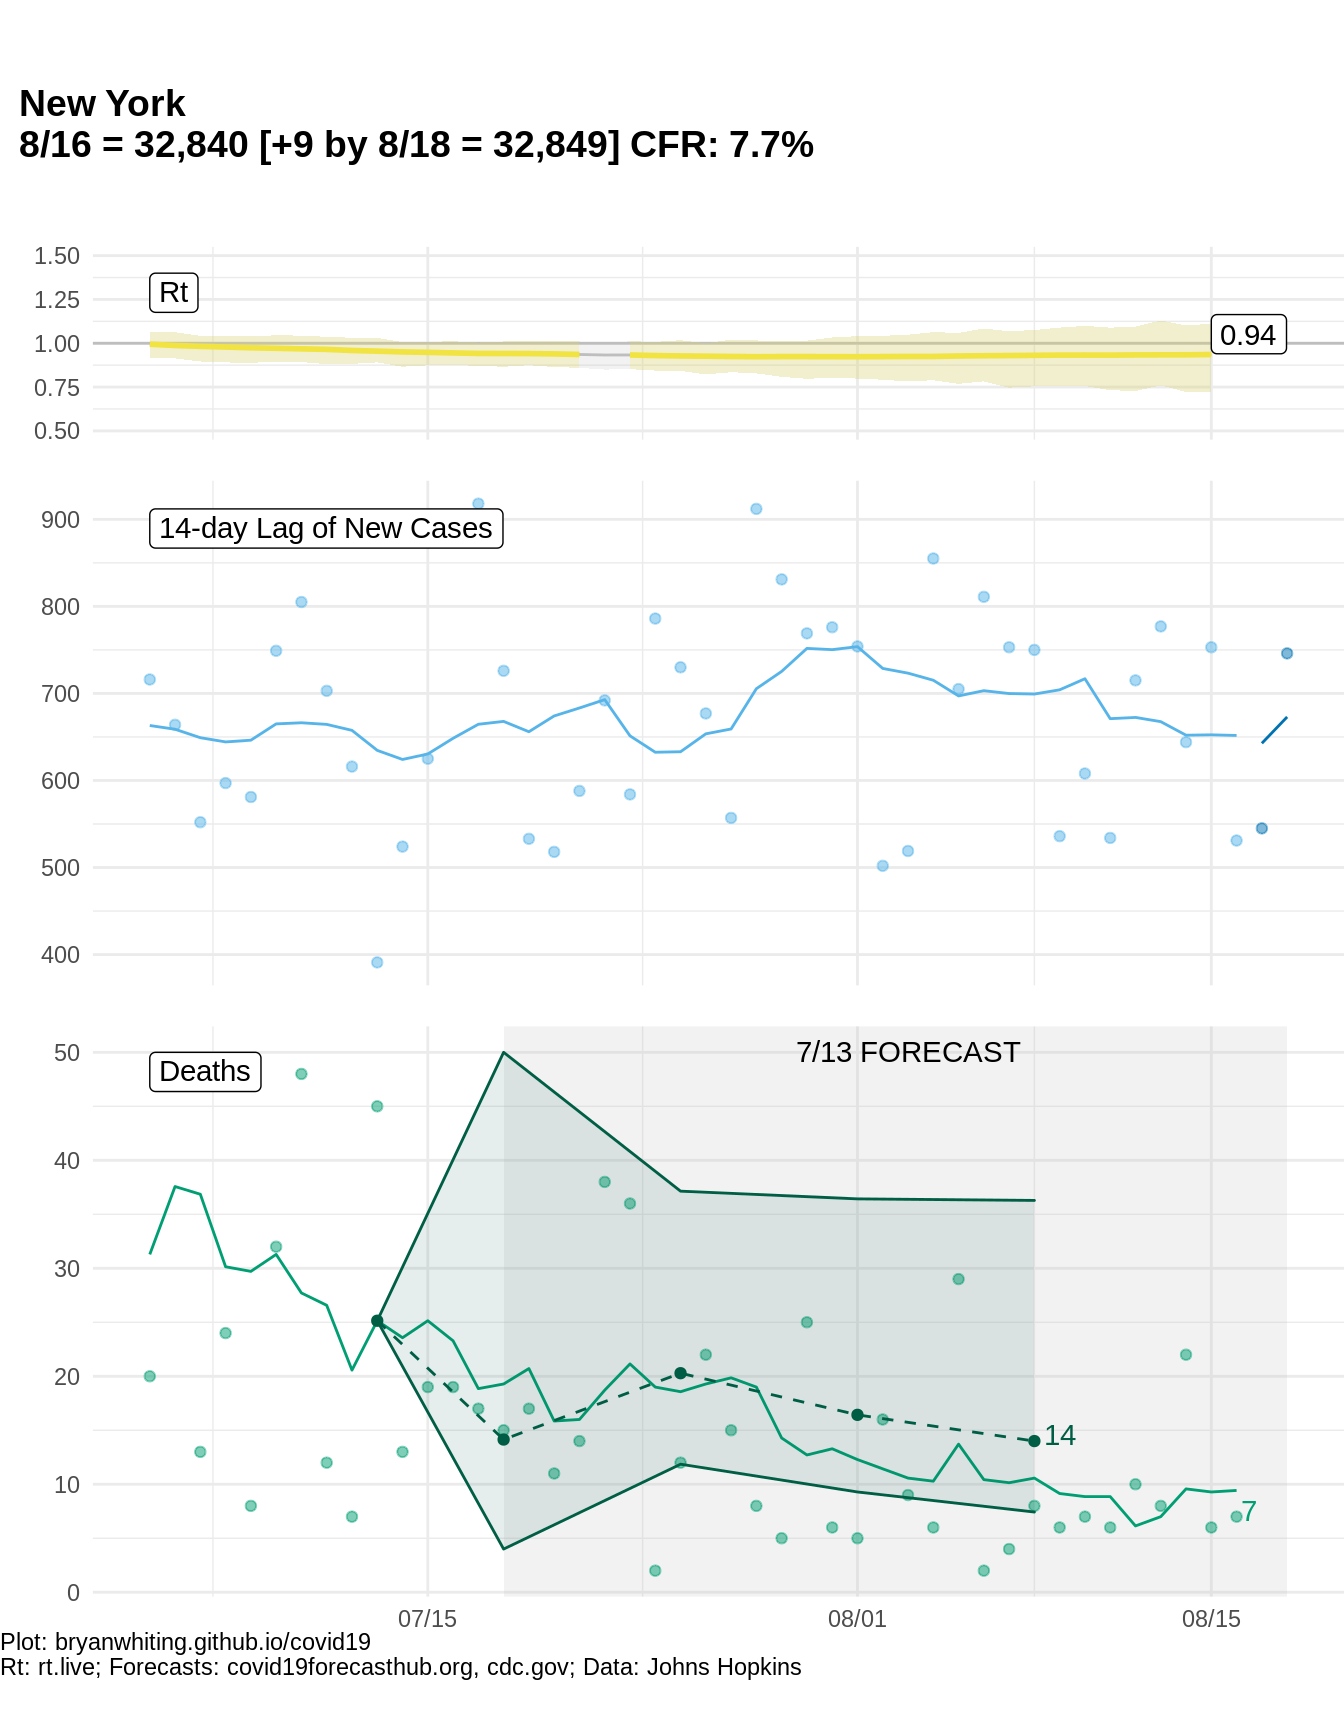 New York
8/16 = 32,840 [+9 by 8/18 = 32,849] CFR: 7.7%
1.50
1.25
1.00
0.75
0.50
Rt
0.94
900
800
700
600
500
400
14-day Lag of New Cases
50
40
30
20
10
0
Deaths
7/13 FORECAST
14
7
07/15
08/01
08/15
Plot: bryanwhiting.github.io/covid19
Rt: rt.live; Forecasts: covid19forecasthub.org, cdc.gov; Data: Johns Hopkins